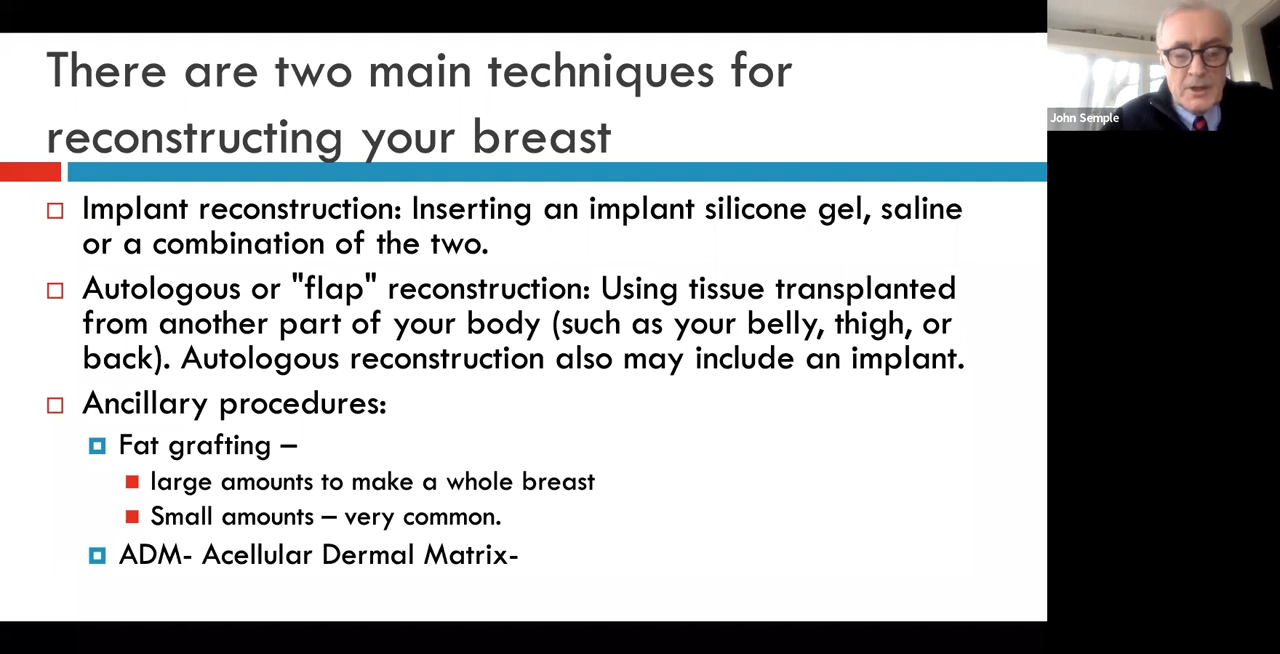 There are two main techniques for
reconstructing your breast
Implant reconstruction: Inserting an implant silicone gel, saline
or a combination of the two.
Autologous or "flap" reconstruction: Using tissue transplanted
from another part of your body (such as your belly, thigh, or
back). Autologous reconstruction also may include an implant.
Ancillary procedures:
Fat grafting –
large amounts to make a whole breast
Small amounts – very common.
ADM- Acellular Dermal Matrix-
John Semple